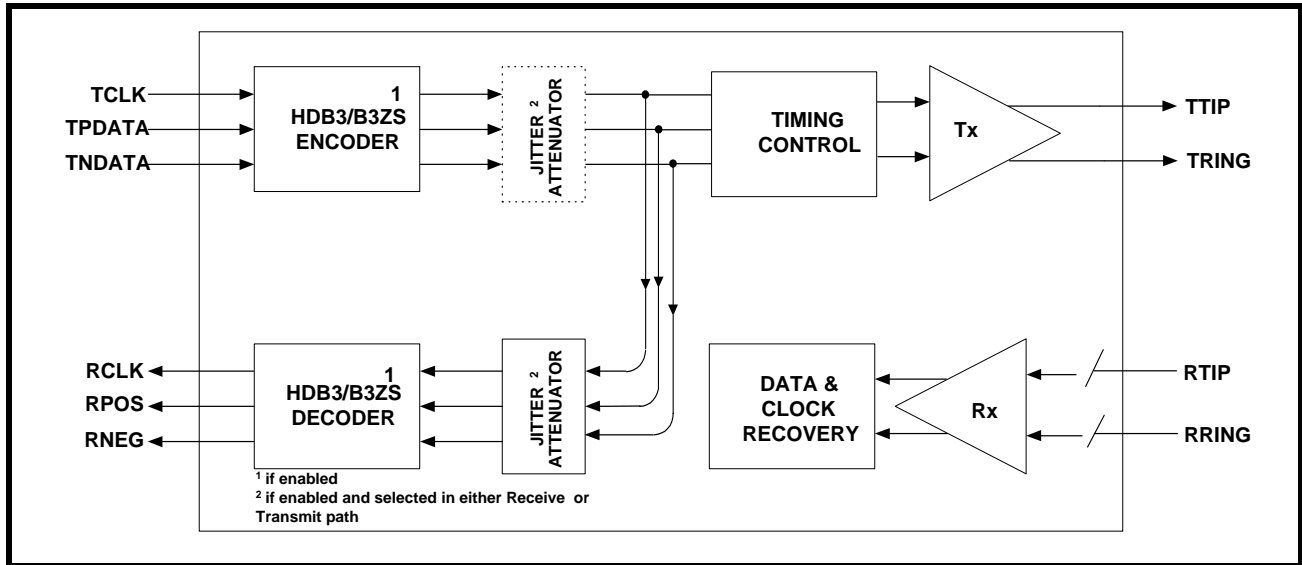 TCLK
TPDATA
TNDATA
1
HDB3/B3ZS
ENCODER
JITTER 2
ATTENUATOR
TIMING
CONTROL
Tx
TTIP
TRING
RCLK
RPOS
RNEG
1
HDB3/B3ZS
DECODER
JITTER 2
ATTENUATOR
DATA &
CLOCK
RECOVERY
Rx
RTIP
RRING
1 if enabled
2 if enabled and selected in either Receive or
Transmit path